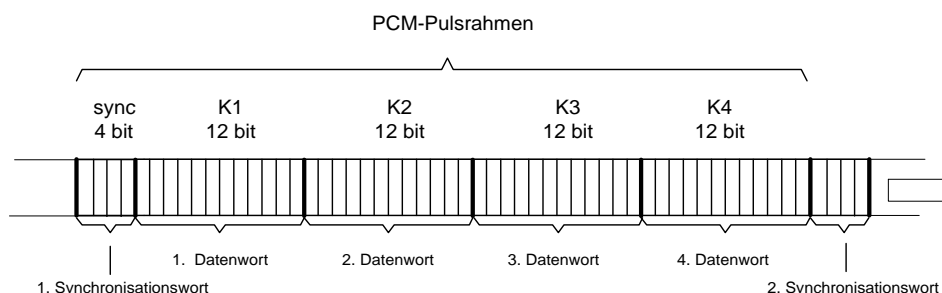 PCM-Pulsrahmen
sync K1 K2 K3 K4
4 bit 12 bit 12 bit 12 bit 12 bit
1. Datenwort 2. Datenwort 3. Datenwort 4. Datenwort
1. Synchronisationswort 2. Synchronisationswort